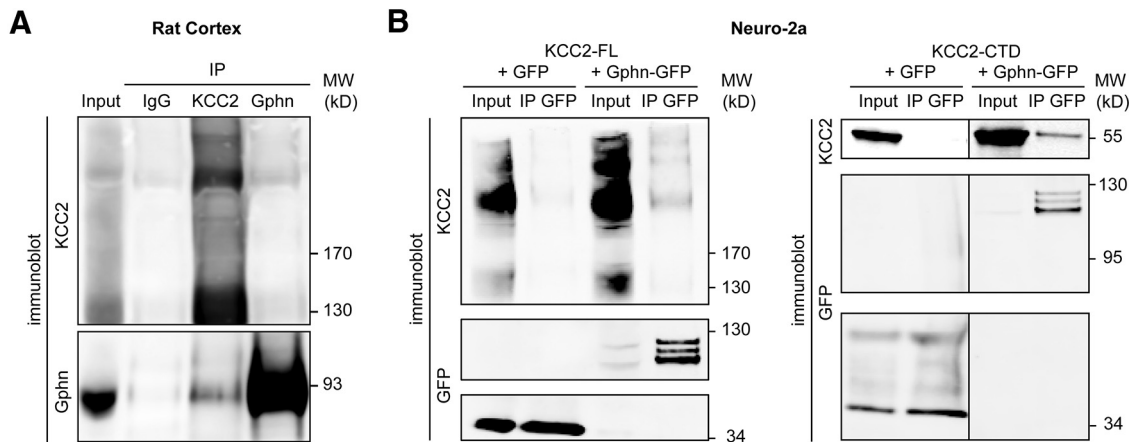 A
Rat Cortex
IP
MW
(kD)
Input IgG KCC2 Gphn
immunoblot
KCC2
170
130
Gphn
93
B
Neuro-2a
KCC2-FL
+ GFP + Gphn-GFP
Input IP GFP Input IP GFP
immunoblot
KCC2
170
130
GFP
130
34
KCC2-CTD
+ GFP + Gphn-GFP
MW
(kD)
Input IP GFP Input IP GFP
immunoblot
KCC2
55
GFP
130
95
34